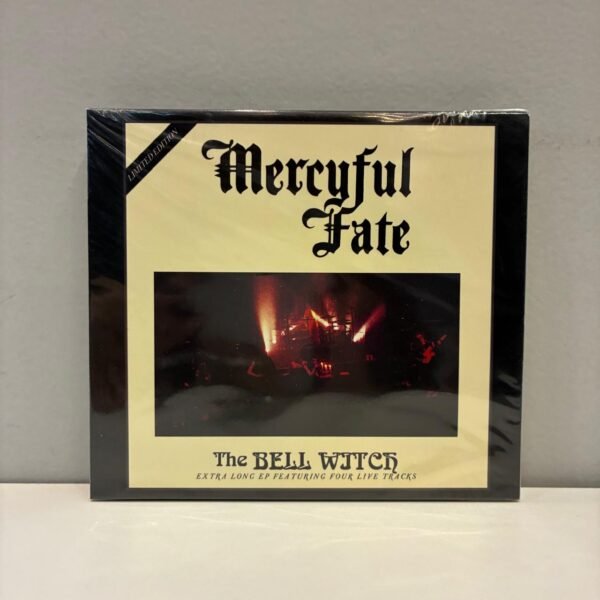 LIMITED EDITION
Mercyful
Fate
The BELL WITCH
EXTRA LONG EP FEATURING FOUR LIVE TRACKS